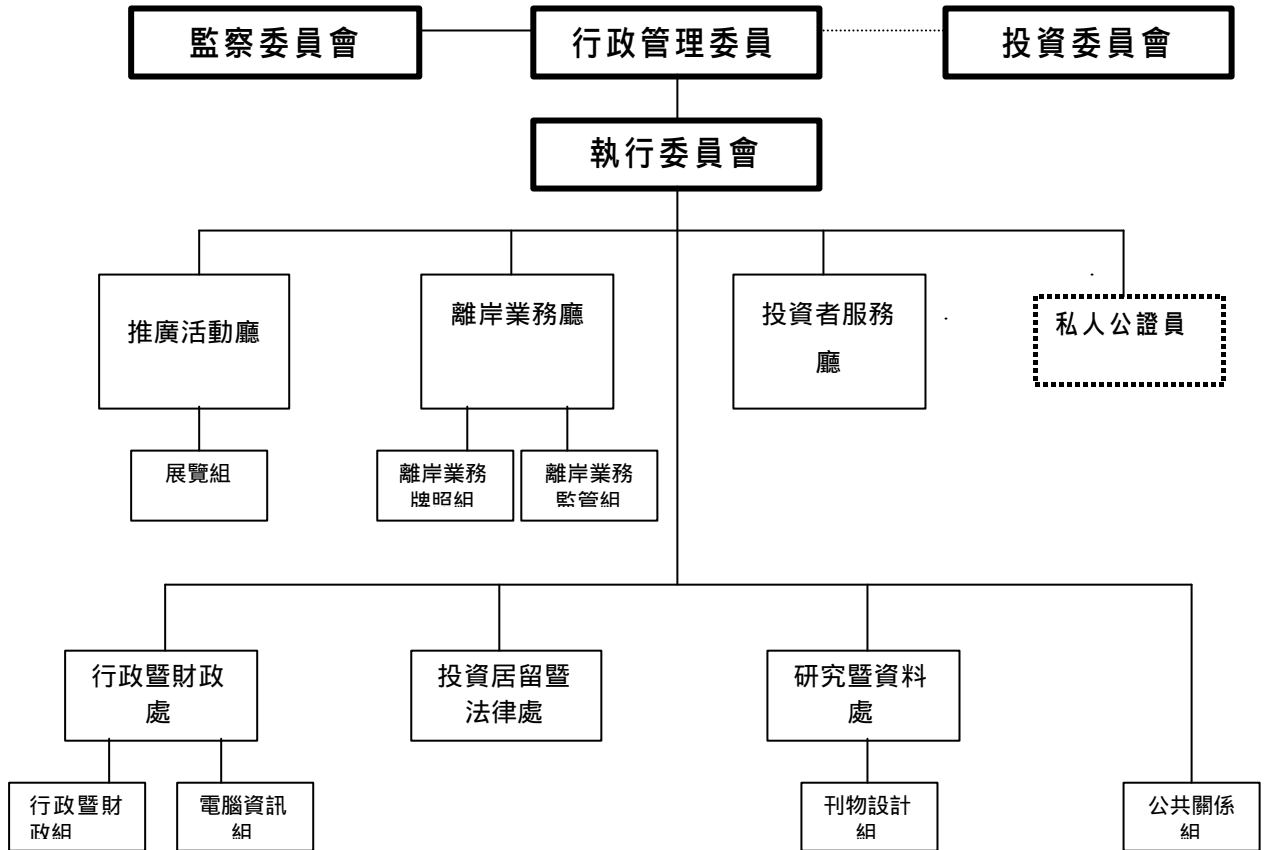 監察委員會
行政管理委員
投資委員會
執行委員會
推廣活動廳
離岸業務廳
投資者服務
廳
私人公證員
展覽組
離岸業務
牌照組
離岸業務
監管組
行政暨財政
處
投資居留暨
法律處
研究暨資料
處
行政暨財
政組
電腦資訊
組
刊物設計
組
公共關係
組